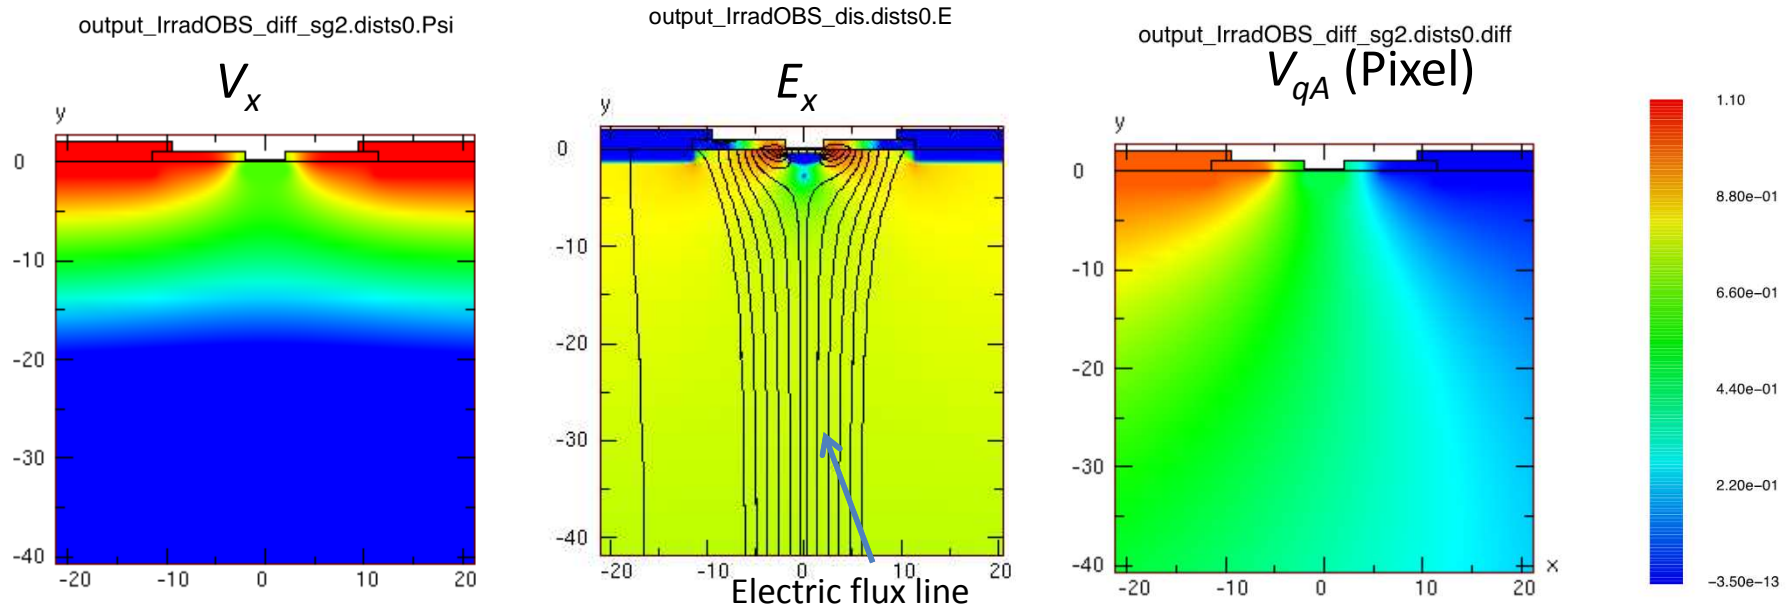 output_IrradOBS_diff_sg2.dists0.Psi
Vx
y
0
-10
-20
-30
-40
-20
-10
0
10
20
output_IrradOBS_dis.dists0.E
Ex
y
0
-10
-20
-30
-40
-20
-10
0
10
20
Electric flux line
output_IrradOBS_diff_sg2.dists0.diff
VqA (Pixel)
y
0
-10
-20
-30
-40
-20
-10
0
10
20
x
1.10
8.80e-01
6.60e-01
4.40e-01
2.20e-01
-3.50e-13